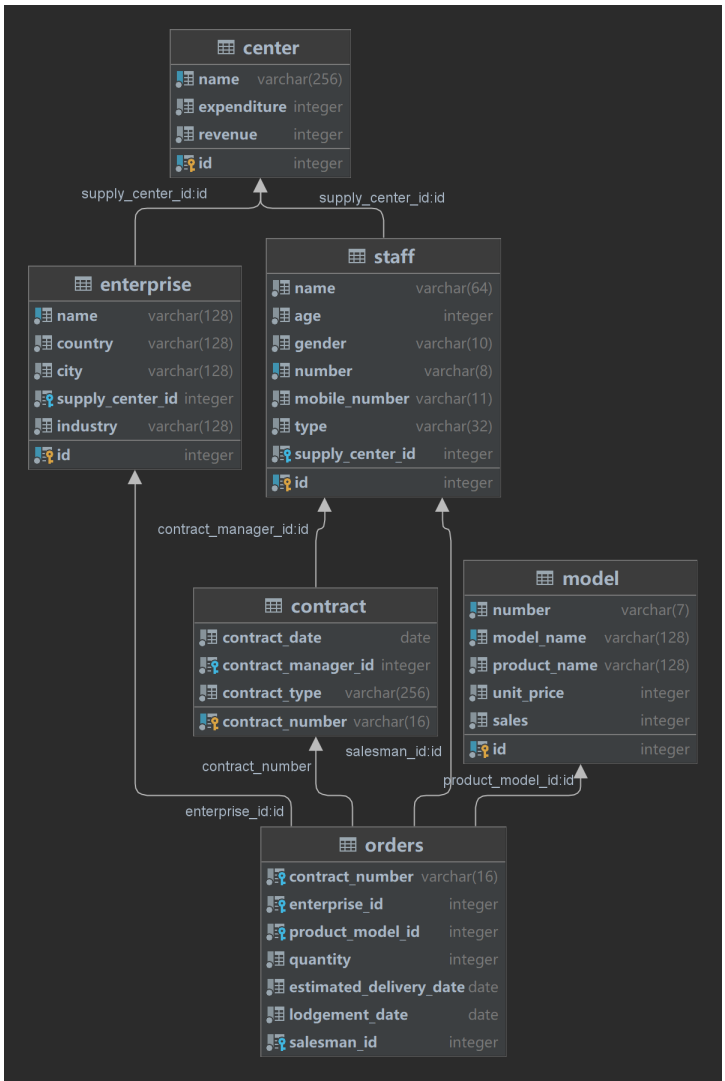 center
name varchar(256)
expenditure integer
revenue integer
id integer
supply_center_id:id
supply_center_id:id
staff
name varchar(64)
age integer
gender varchar(10)
number varchar(8)
mobile_number varchar(11)
type varchar(32)
supply_center_id integer
id integer
enterprise
name varchar(128)
country varchar(128)
city varchar(128)
supply_center_id integer
industry varchar(128)
id integer
contract_manager_id:id
contract
contract_date date
contract_manager_id integer
contract_type varchar(256)
contract_number varchar(16)
model
number varchar(7)
model_name varchar(128)
product_name varchar(128)
unit_price integer
sales integer
id integer
salesman_id:id
contract_number
product_model_id:id
enterprise_id:id
orders
contract_number varchar(16)
enterprise_id integer
product_model_id integer
quantity integer
estimated_delivery_date date
lodgement_date date
salesman_id integer